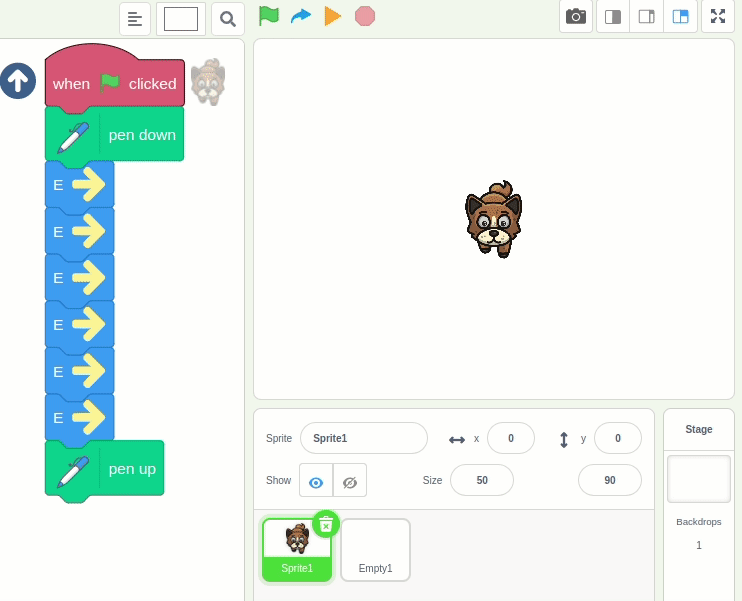 when clicked
pen down
E
E
E
E
E
E
pen up
Sprite Sprite1 x 0 y 0
Show Size 50 90
Sprite1 Empty1
Stage
Backdrops
1